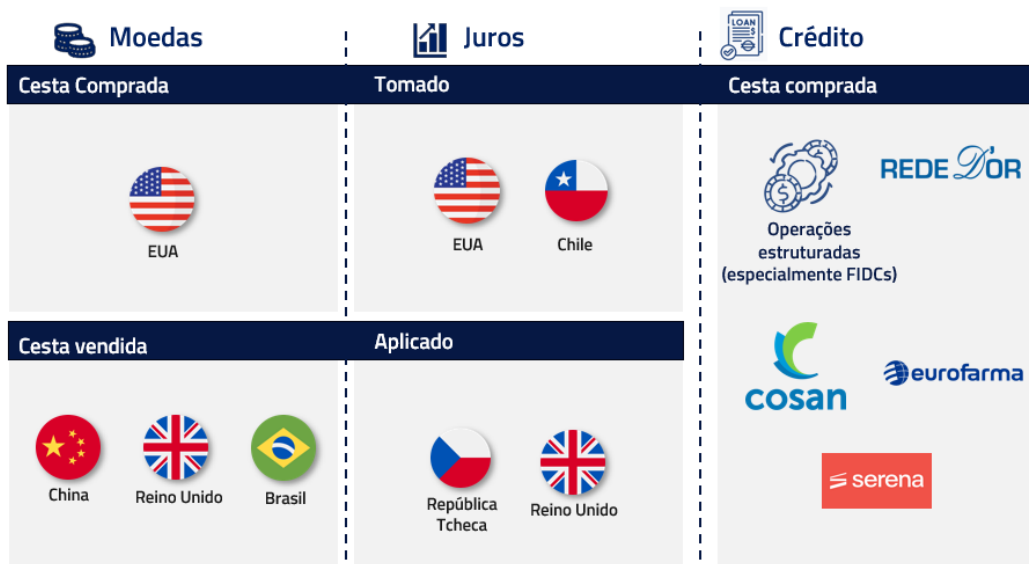 Moedas
Juros
LOAN
$
Crédito
Cesta Comprada
Tomado
Cesta comprada
EUA
EUA
Chile
$
Operações
estruturadas
(especialmente FIDCs)
REDE D'OR
Cesta vendida
Aplicado
cosan
eurofarma
China
Reino Unido
Brasil
República
Tcheca
Reino Unido
serena